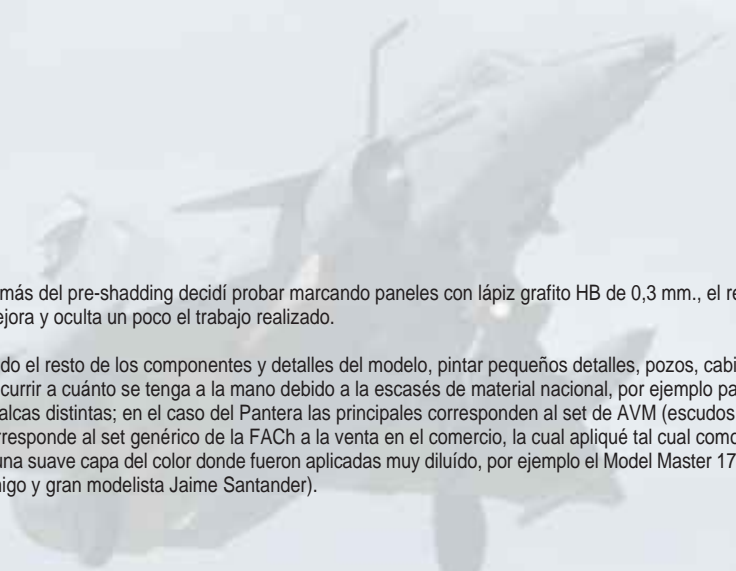 más del pre-shadding decidí probar marcando paneles con lápiz grafito HB de 0,3 mm., el re
ejora y oculta un poco el trabajo realizado.
do el resto de los componentes y detalles del modelo, pintar pequeños detalles, pozos, cabi
currir a cuánto se tenga a la mano debido a la escasés de material nacional, por ejemplo pa
alcas distintas; en el caso del Pantera las principales corresponden al set de AVM (escudos
rresponde al set genérico de la FACh a la venta en el comercio, la cual apliqué tal cual como
una suave capa del color donde fueron aplicadas muy diluído, por ejemplo el Model Master 17
nigo y gran modelista Jaime Santander).